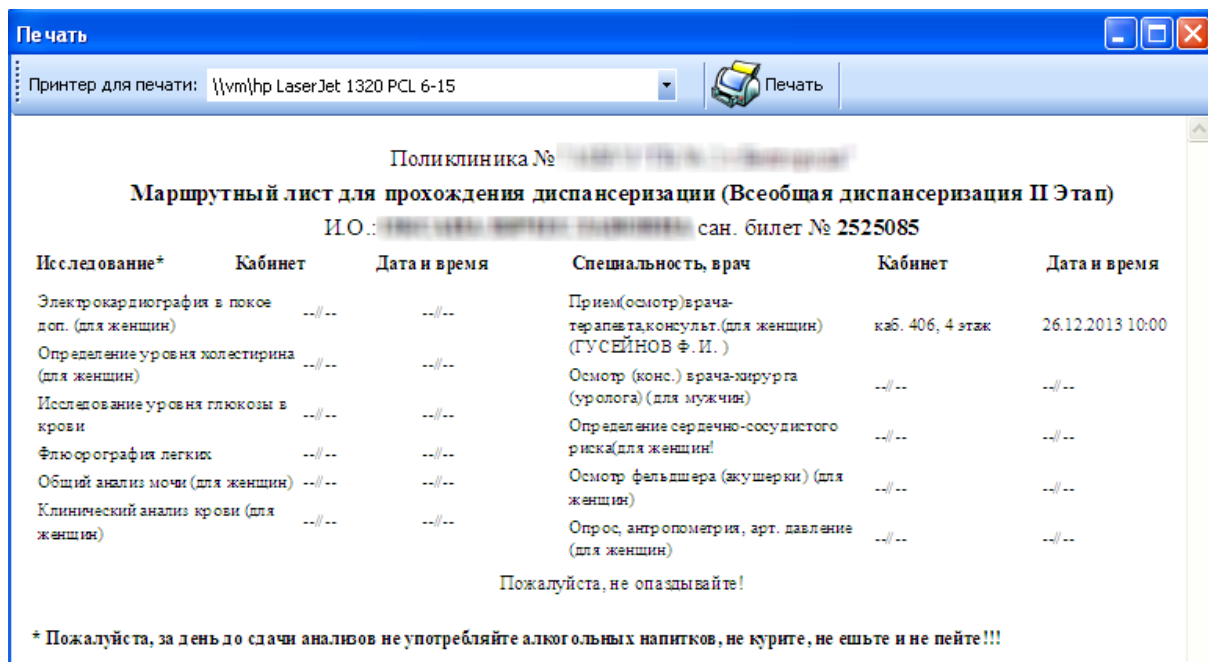 Печать
Принтер для печати: \\vm\hp LaserJet 1320 PCL 6-15 Печать
Поликлиника №
Маршрутный лист для прохождения диспансеризации (Всеобщая диспансеризация II Этап)
И.О.: сан. билет № 2525085
Исследование* Кабинет Дата и время
Электрокардиография в покое
доп. (для женщин) --//-- --//--
Определение уровня холестирина
(для женщин) --//-- --//--
Исследование уровня глюкозы в
крови --//-- --//--
Флюорография легких --//-- --//--
Общий анализ мочи (для женщин) --//-- --//--
Клинический анализ крови (для
женщин) --//-- --//--
Специальность, врач Кабинет Дата и время
Прием(осмотр)врача-
терапевта,консульт.(для женщин) каб. 406, 4 этаж 26.12.2013 10:00
(ГУСЕЙНОВ Ф. И. )
Осмотр (конс.) врача-хирурга
(уролога) (для мужчин) --//-- --//--
Определение сердечно-сосудистого
риска(для женщин! --//-- --//--
Осмотр фельдшера (акушерки) (для
женщин) --//-- --//--
Опрос, антропометрия, арт. давление
(для женщин) --//-- --//--
Пожалуйста, не опаздывайте!
* Пожалуйста, за день до сдачи анализов не употребляйте алкогольных напитков, не курите, не ешьте и не пейте!!!